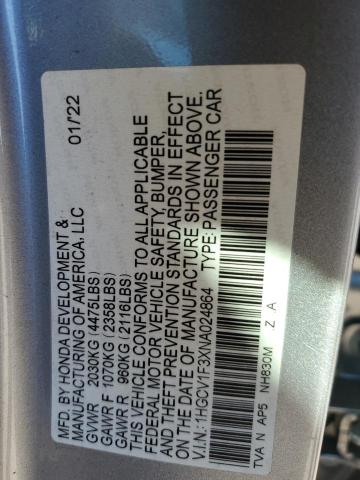 MFD. BY HONDA DEVELOPMENT &
MANUFACTURING OF AMERICA, LLC 01/22
GVWR 2030KG (4475LBS)
GAWR F 1070KG (2358LBS)
GAWR R 960KG (2116LBS)
THIS VEHICLE CONFORMS TO ALL APPLICABLE
FEDERAL MOTOR VEHICLE SAFETY, BUMPER,
AND THEFT PREVENTION STANDARDS IN EFFECT
ON THE DATE OF MANUFACTURE SHOWN ABOVE.
V.I.N.: 1HGCV1F3XNA024864 TYPE: PASSENGER CAR
TVA N AP5 NH830M Z A